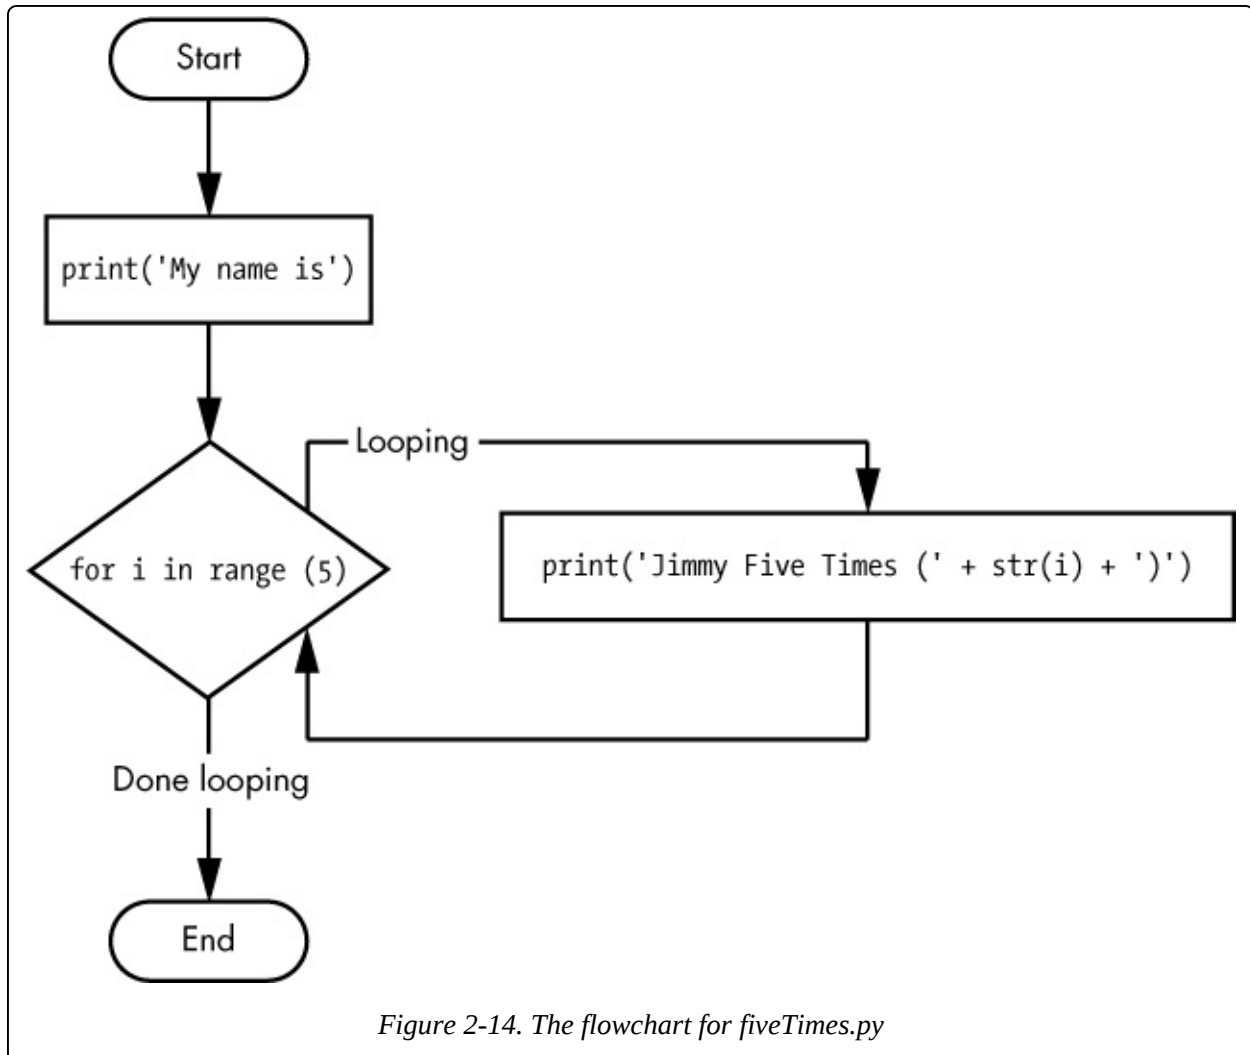 Start
print('My name is')
Looping
for i in range (5)
print('Jimmy Five Times (' + str(i) + ')')
Done looping
End
Figure 2-14. The flowchart for fiveTimes.py